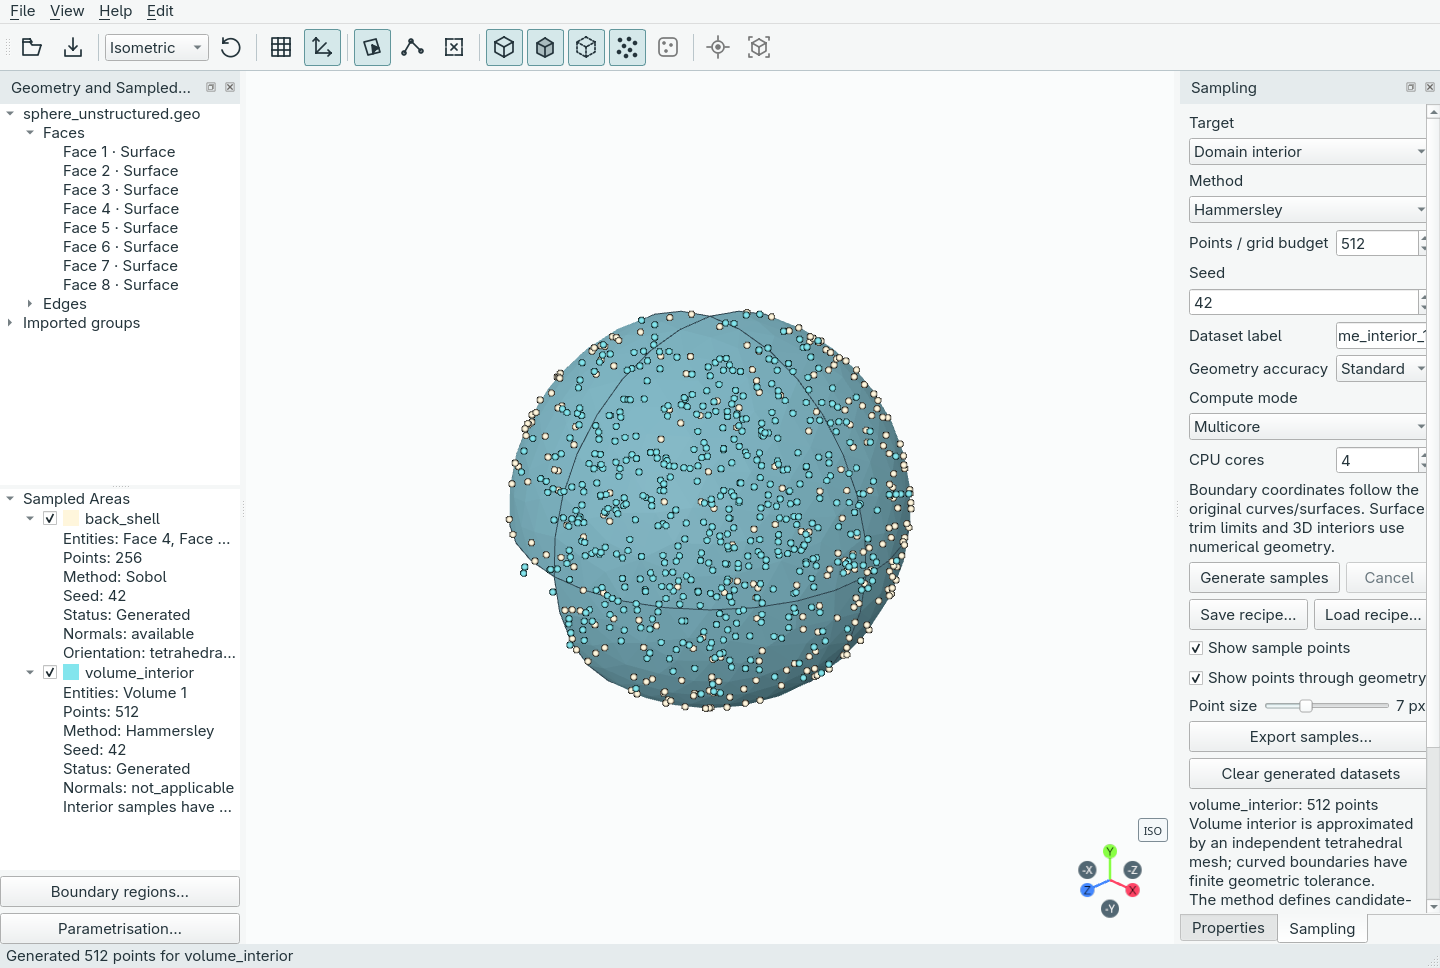 File View Help Edit
Isometric
Geometry and Sampled...
sphere_unstructured.geo
Faces
Face 1 · Surface
Face 2 · Surface
Face 3 · Surface
Face 4 · Surface
Face 5 · Surface
Face 6 · Surface
Face 7 · Surface
Face 8 · Surface
Edges
Imported groups
Sampled Areas
back_shell
Entities: Face 4, Face ...
Points: 256
Method: Sobol
Seed: 42
Status: Generated
Normals: available
Orientation: tetrahedra...
volume_interior
Entities: Volume 1
Points: 512
Method: Hammersley
Seed: 42
Status: Generated
Normals: not_applicable
Interior samples have ...
Boundary regions...
Parametrisation...
Generated 512 points for volume_interior
ISO
Y
-X
-Z
Z
X
-Y
Sampling
Target
Domain interior
Method
Hammersley
Points / grid budget 512
Seed
42
Dataset label me_interior_1
Geometry accuracy Standard
Compute mode
Multicore
CPU cores 4
Boundary coordinates follow the
original curves/surfaces. Surface
trim limits and 3D interiors use
numerical geometry.
Generate samples Cancel
Save recipe... Load recipe...
Show sample points
Show points through geometry
Point size 7 px
Export samples...
Clear generated datasets
volume_interior: 512 points
Volume interior is approximated
by an independent tetrahedral
mesh; curved boundaries have
finite geometric tolerance.
The method defines candidate-
Properties Sampling